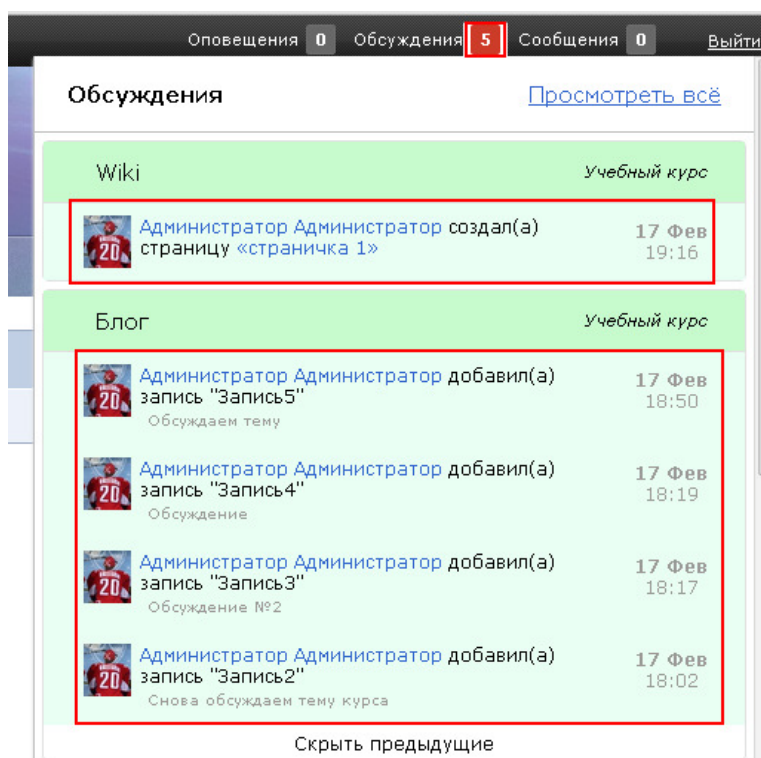 Оповещения 0 Обсуждения 5 Сообщения 0 Выйти
Обсуждения Просмотреть всё
Wiki Учебный курс
Администратор Администратор создал(а) 17 Фев
страницу «страничка 1» 19:16
Блог Учебный курс
Администратор Администратор добавил(а) 17 Фев
запись "Запись5" 18:50
Обсуждаем тему
Администратор Администратор добавил(а) 17 Фев
запись "Запись4" 18:19
Обсуждение
Администратор Администратор добавил(а) 17 Фев
запись "Запись3" 18:17
Обсуждение №2
Администратор Администратор добавил(а) 17 Фев
запись "Запись2" 18:02
Снова обсуждаем тему курса
Скрыть предыдущие